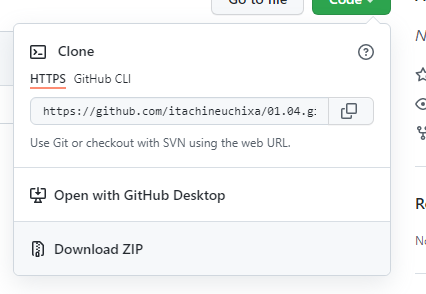 Go to file
Code
Clone
HTTPS GitHub CLI
https://github.com/itachineuchixa/01.04.g
Use Git or checkout with SVN using the web URL.
Open with GitHub Desktop
Download ZIP